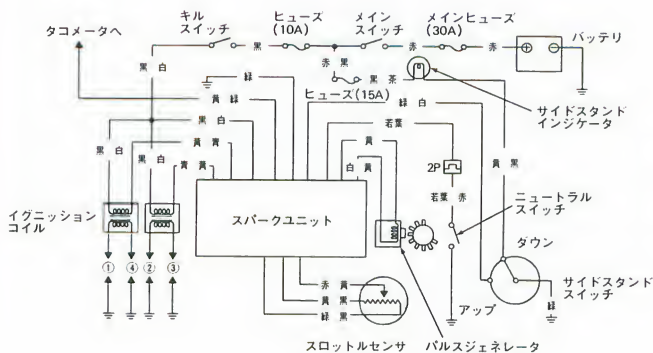 キル
スイッチ
ヒューズ
(10A)
メイン
スイッチ
メインヒューズ
(30A)
バッテリ
タコメータへ
黒
赤
赤
黒 白
赤 黒
緑
黒 茶
ヒューズ(15A)
サイドスタンド
インジケータ
黄 緑
緑 白
黒 白
若葉
黄 青
黄
黒 白
黒 白
青 黄
白 黄
2P
黄 黒
若葉 赤
ニュートラル
スイッチ
イグニッション
コイル
スパークユニット
ダウン
① ④ ② ③
サイドスタンド
スイッチ
赤 黄
黄 黒
緑 黒
アップ
緑
スロットルセンサ
パルスジェネレータ